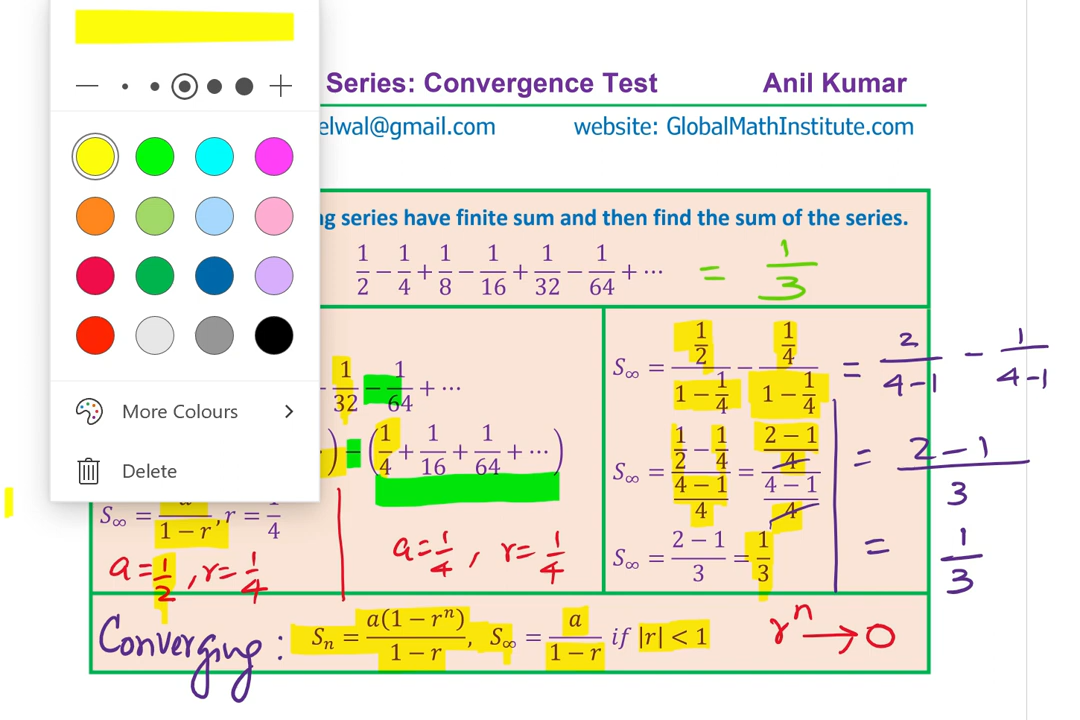 Series: Convergence Test Anil Kumar
elwal@gmail.com website: GlobalMathInstitute.com
ng series have finite sum and then find the sum of the series.
1/2 − 1/4 + 1/8 − 1/16 + 1/32 − 1/64 + ⋯ = 1/3
1/32 − 1/64 + ⋯
) − (1/4 + 1/16 + 1/64 + ⋯)
S∞ = a/(1 − r), r = 1/4
a = 1/2, r = 1/4
a = 1/4, r = 1/4
S∞ = (1/2)/(1 − 1/4) − (1/4)/(1 − 1/4) = 2/(4 − 1) − 1/(4 − 1)
S∞ = (1/2 − 1/4)/((4 − 1)/4) = ((2 − 1)/4)/((4 − 1)/4) = (2 − 1)/3
S∞ = (2 − 1)/3 = 1/3 = 1/3
Converging: Sn = a(1 − rⁿ)/(1 − r), S∞ = a/(1 − r) if |r| < 1 rⁿ → 0
More Colours
Delete